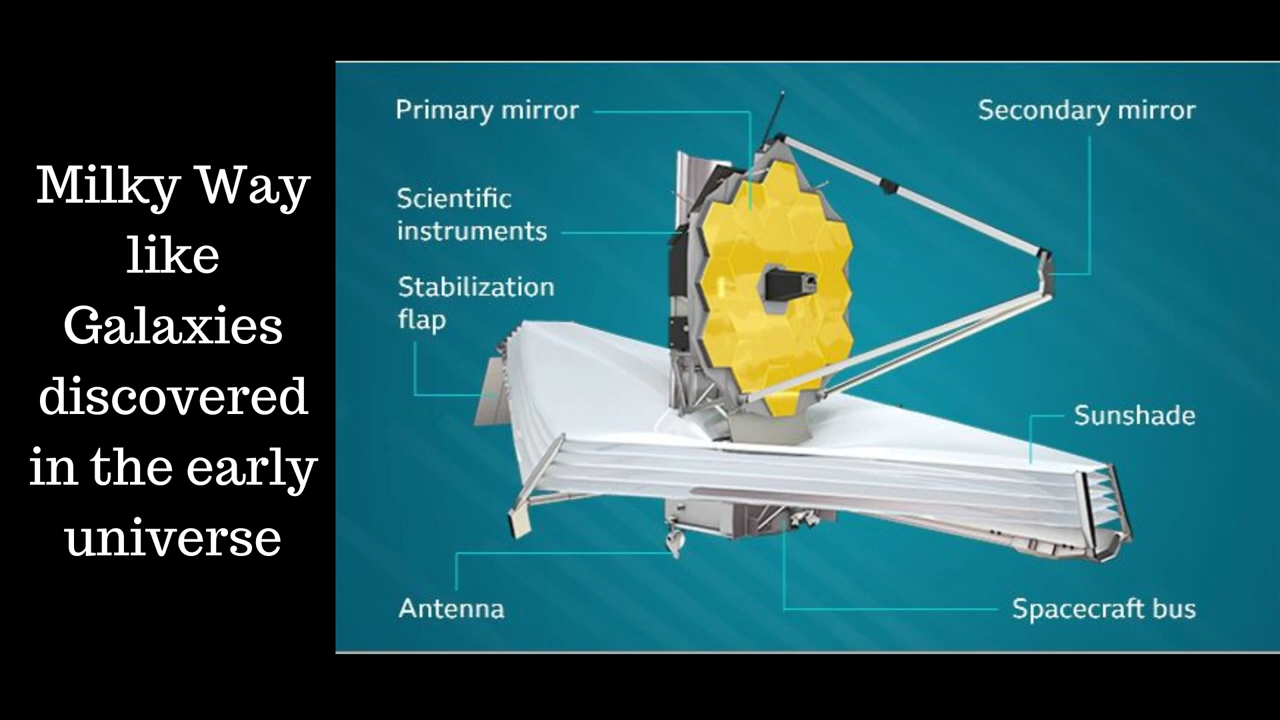 Milky Way
like
Galaxies
discovered
in the early
universe
Primary mirror
Secondary mirror
Scientific
instruments
Stabilization
flap
Sunshade
Antenna
Spacecraft bus